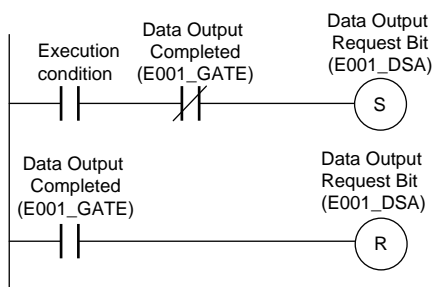 Execution
condition
Data Output
Completed
(E001_GATE)
Data Output
Request Bit
(E001_DSA)
S
Data Output
Completed
(E001_GATE)
Data Output
Request Bit
(E001_DSA)
R